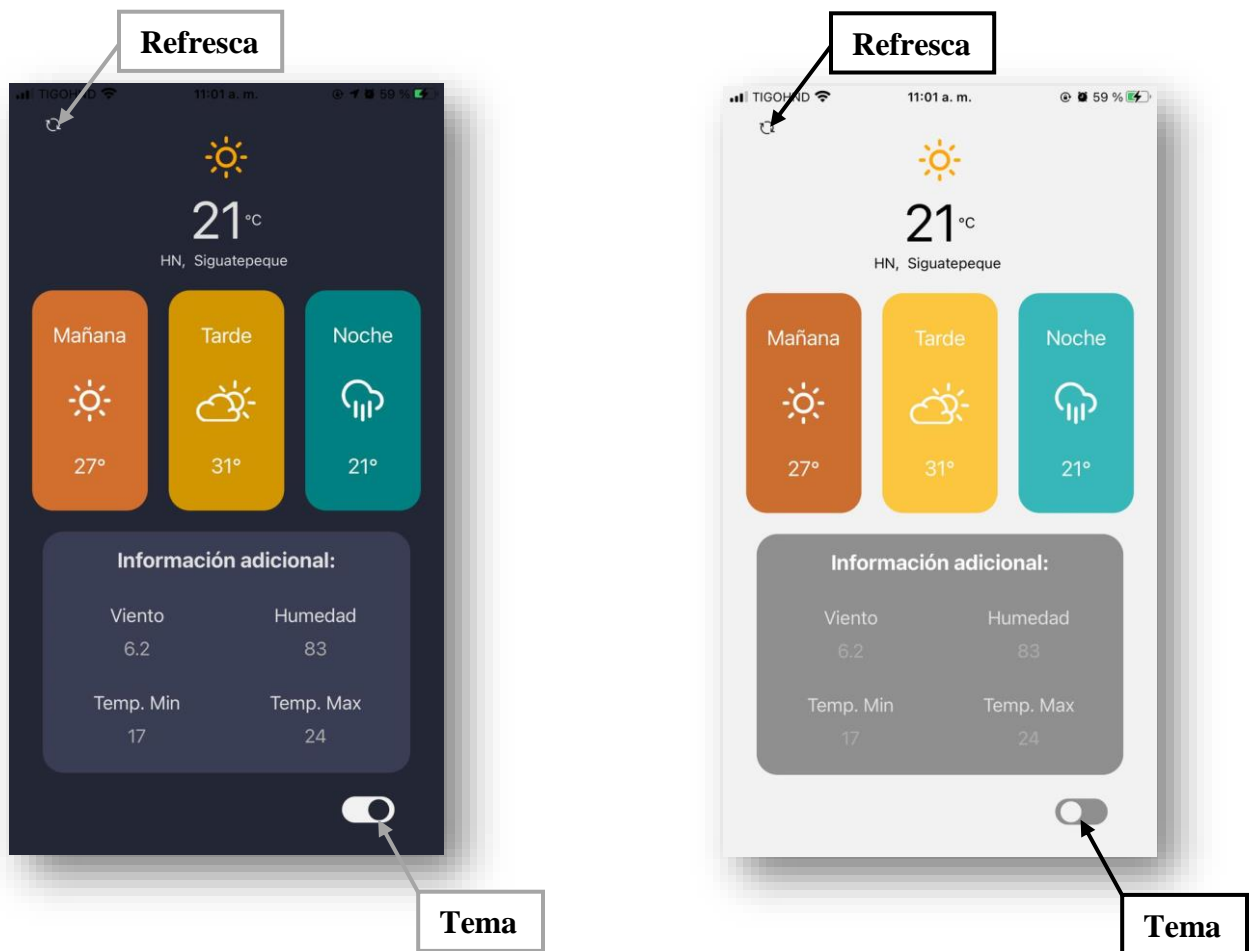 Refresca
TIGOHND 11:01 a. m. 59 %
21 °C
HN, Siguatepeque
Mañana Tarde Noche
27° 31° 21°
Información adicional:
Viento Humedad
6.2 83
Temp. Min Temp. Max
17 24
Tema
Refresca
TIGOHND 11:01 a. m. 59 %
21 °C
HN, Siguatepeque
Mañana Tarde Noche
27° 31° 21°
Información adicional:
Viento Humedad
6.2 83
Temp. Min Temp. Max
17 24
Tema